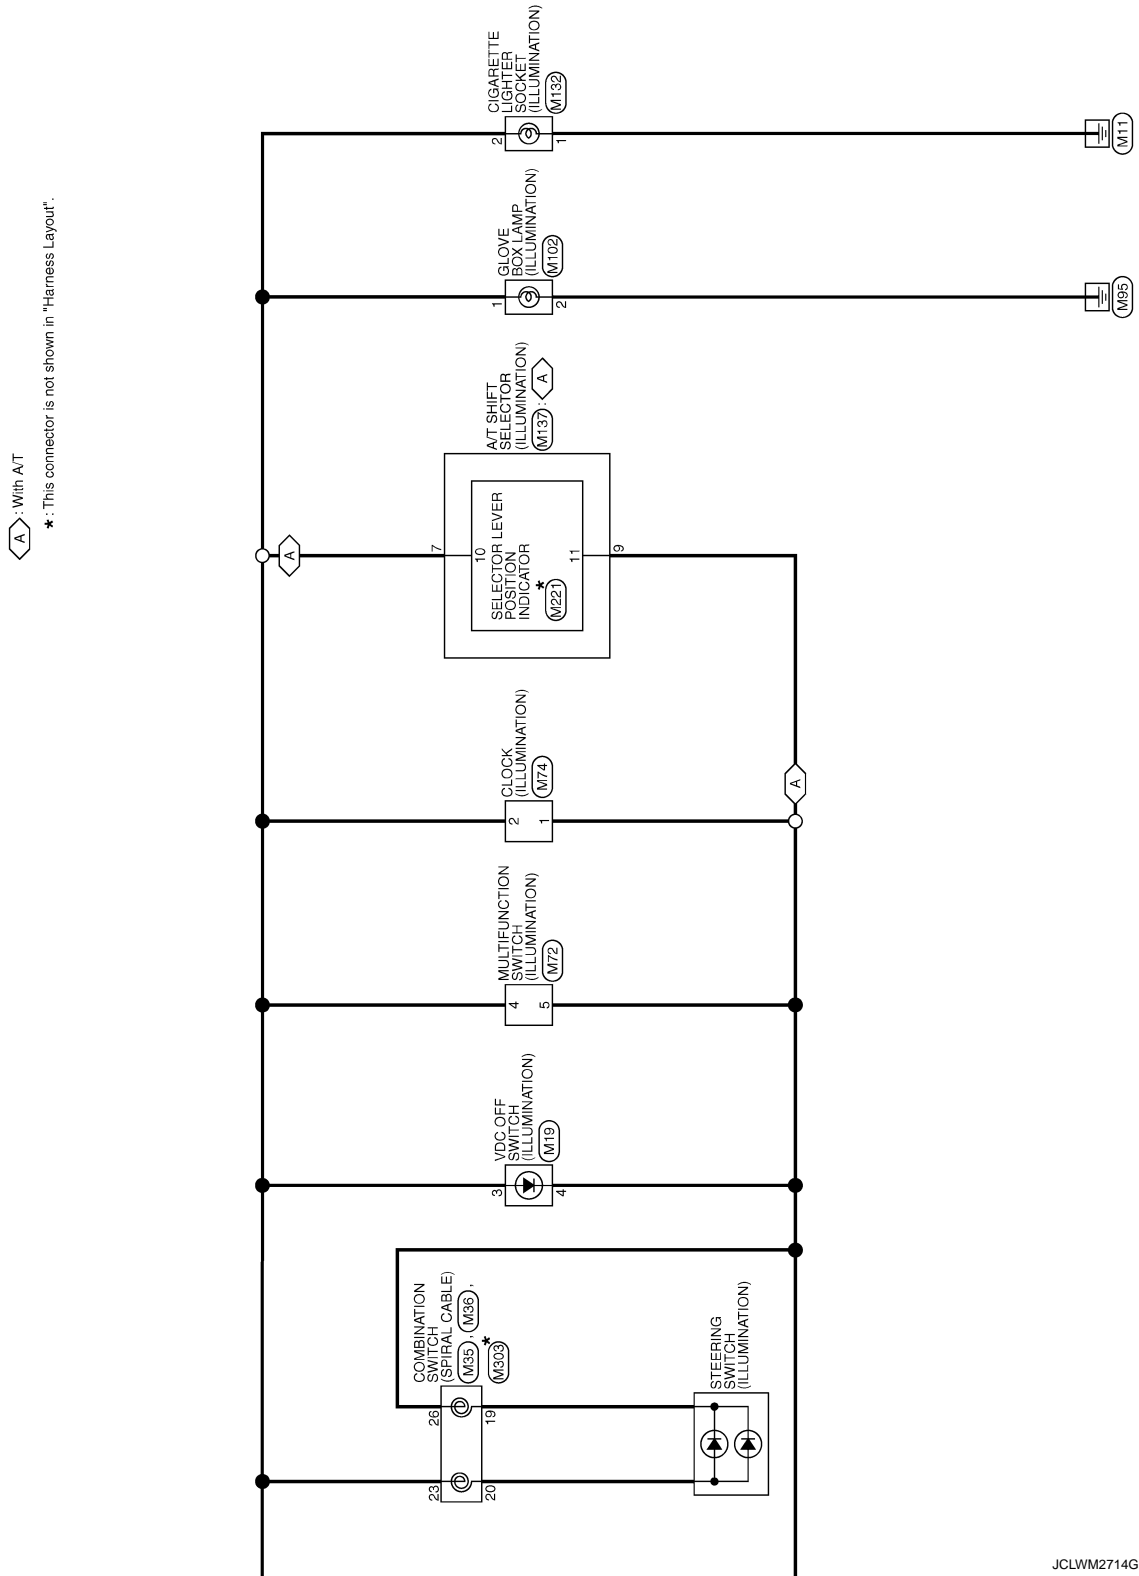 A : With A/T
* : This connector is not shown in "Harness Layout".
COMBINATION
SWITCH
(SPIRAL CABLE)
M35 , M36 ,
*
M303
23
26
20
19
STEERING
SWITCH
(ILLUMINATION)
VDC OFF
SWITCH
(ILLUMINATION)
M19
3
4
MULTIFUNCTION
SWITCH
(ILLUMINATION)
M72
4
5
CLOCK
(ILLUMINATION)
M74
2
1
A
A
A/T SHIFT
SELECTOR
(ILLUMINATION)
M137 : A
7
10
SELECTOR LEVER
POSITION
INDICATOR
*
M221
11
9
GLOVE
BOX LAMP
(ILLUMINATION)
M102
1
2
M95
CIGARETTE
LIGHTER
SOCKET
(ILLUMINATION)
M132
2
1
M11
JCLWM2714G